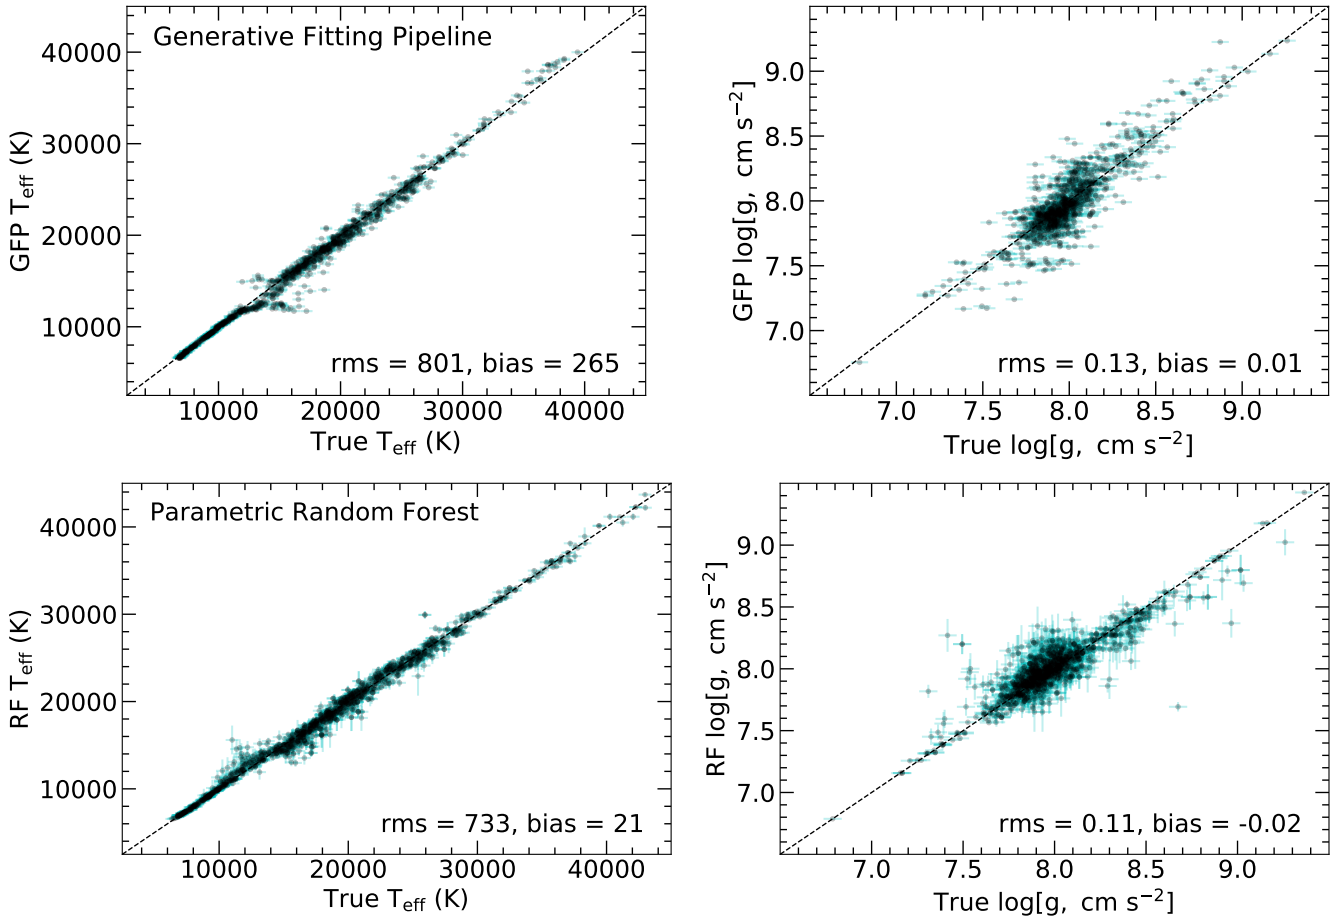 Generative Fitting Pipeline
40000
30000
20000
10000
GFP T_eff (K)
rms = 801, bias = 265
10000 20000 30000 40000
True T_eff (K)
9.0
8.5
8.0
7.5
7.0
GFP log[g, cm s⁻²]
rms = 0.13, bias = 0.01
7.0 7.5 8.0 8.5 9.0
True log[g, cm s⁻²]
Parametric Random Forest
40000
30000
20000
10000
RF T_eff (K)
rms = 733, bias = 21
10000 20000 30000 40000
True T_eff (K)
9.0
8.5
8.0
7.5
7.0
RF log[g, cm s⁻²]
rms = 0.11, bias = -0.02
7.0 7.5 8.0 8.5 9.0
True log[g, cm s⁻²]